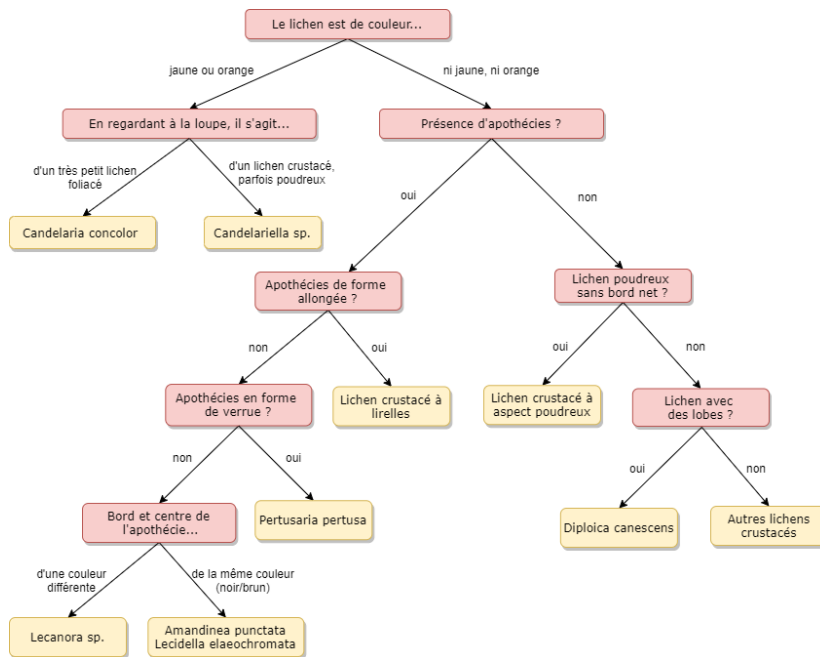 Le lichen est de couleur...
jaune ou orange
ni jaune, ni orange
En regardant à la loupe, il s'agit...
Présence d'apothécies ?
d'un très petit lichen
foliacé
d'un lichen crustacé,
parfois poudreux
oui
non
Candelaria concolor
Candelariella sp.
Apothécies de forme
allongée ?
Lichen poudreux
sans bord net ?
non
oui
oui
non
Apothécies en forme
de verrue ?
Lichen crustacé à
lirelles
Lichen crustacé à
aspect poudreux
Lichen avec
des lobes ?
non
oui
oui
non
Bord et centre de
l'apothécie...
Pertusaria pertusa
Diploica canescens
Autres lichens
crustacés
d'une couleur
différente
de la même couleur
(noir/brun)
Lecanora sp.
Amandinea punctata
Lecidella elaeochromata